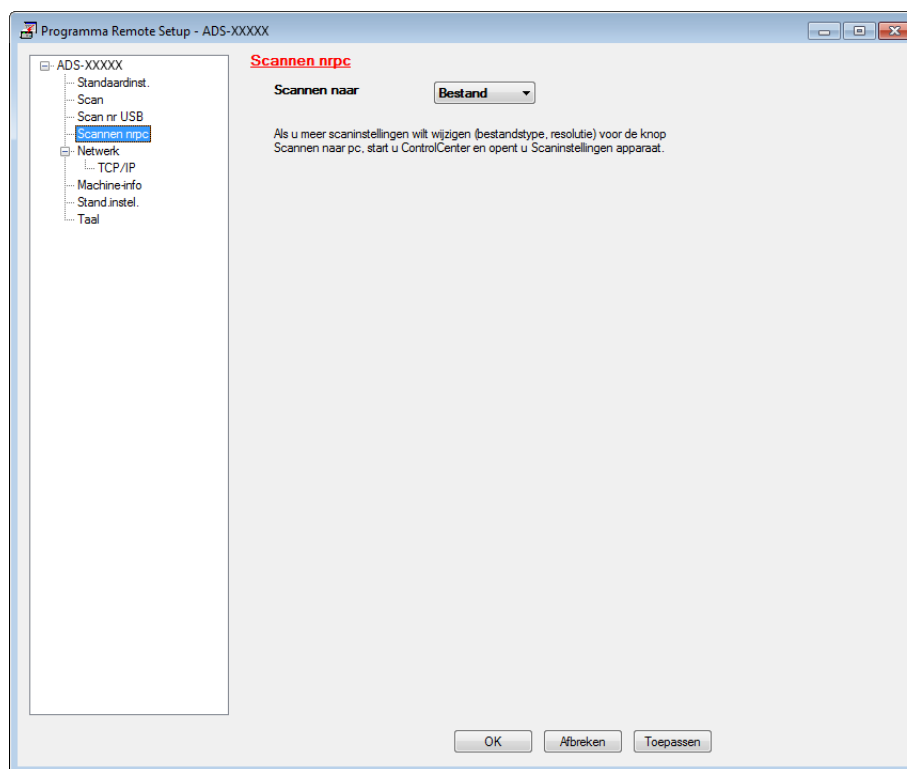 Programma Remote Setup - ADS-XXXXX
ADS-XXXXX
Standaardinst.
Scan
Scan nr USB
Scannen nrpc
Netwerk
TCP/IP
Machine-info
Stand.instel.
Taal
Scannen nrpc
Scannen naar
Bestand
Als u meer scaninstellingen wilt wijzigen (bestandstype, resolutie) voor de knop
Scannen naar pc, start u ControlCenter en opent u Scaninstellingen apparaat.
OK
Afbreken
Toepassen